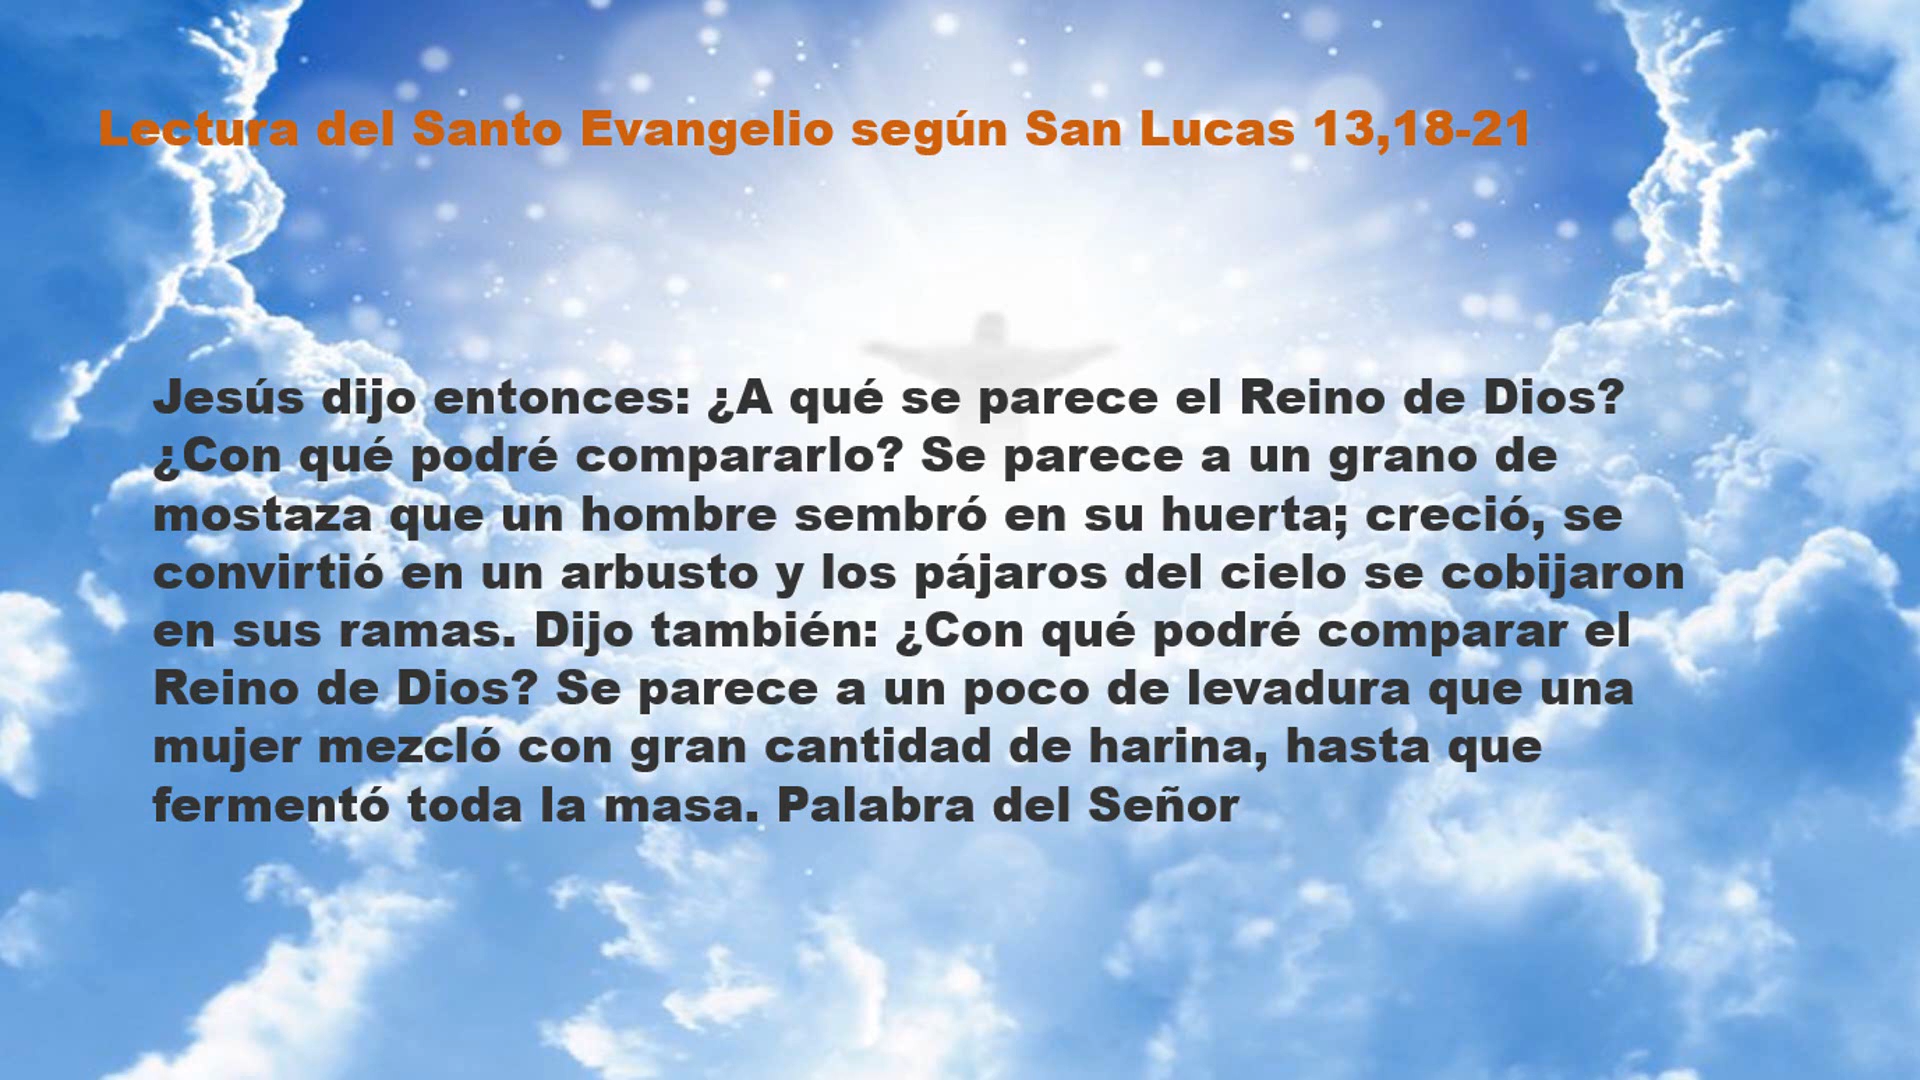 Lectura del Santo Evangelio según San Lucas 13,18-21
Jesús dijo entonces: ¿A qué se parece el Reino de Dios?
¿Con qué podré compararlo? Se parece a un grano de
mostaza que un hombre sembró en su huerta; creció, se
convirtió en un arbusto y los pájaros del cielo se cobijaron
en sus ramas. Dijo también: ¿Con qué podré comparar el
Reino de Dios? Se parece a un poco de levadura que una
mujer mezcló con gran cantidad de harina, hasta que
fermentó toda la masa. Palabra del Señor